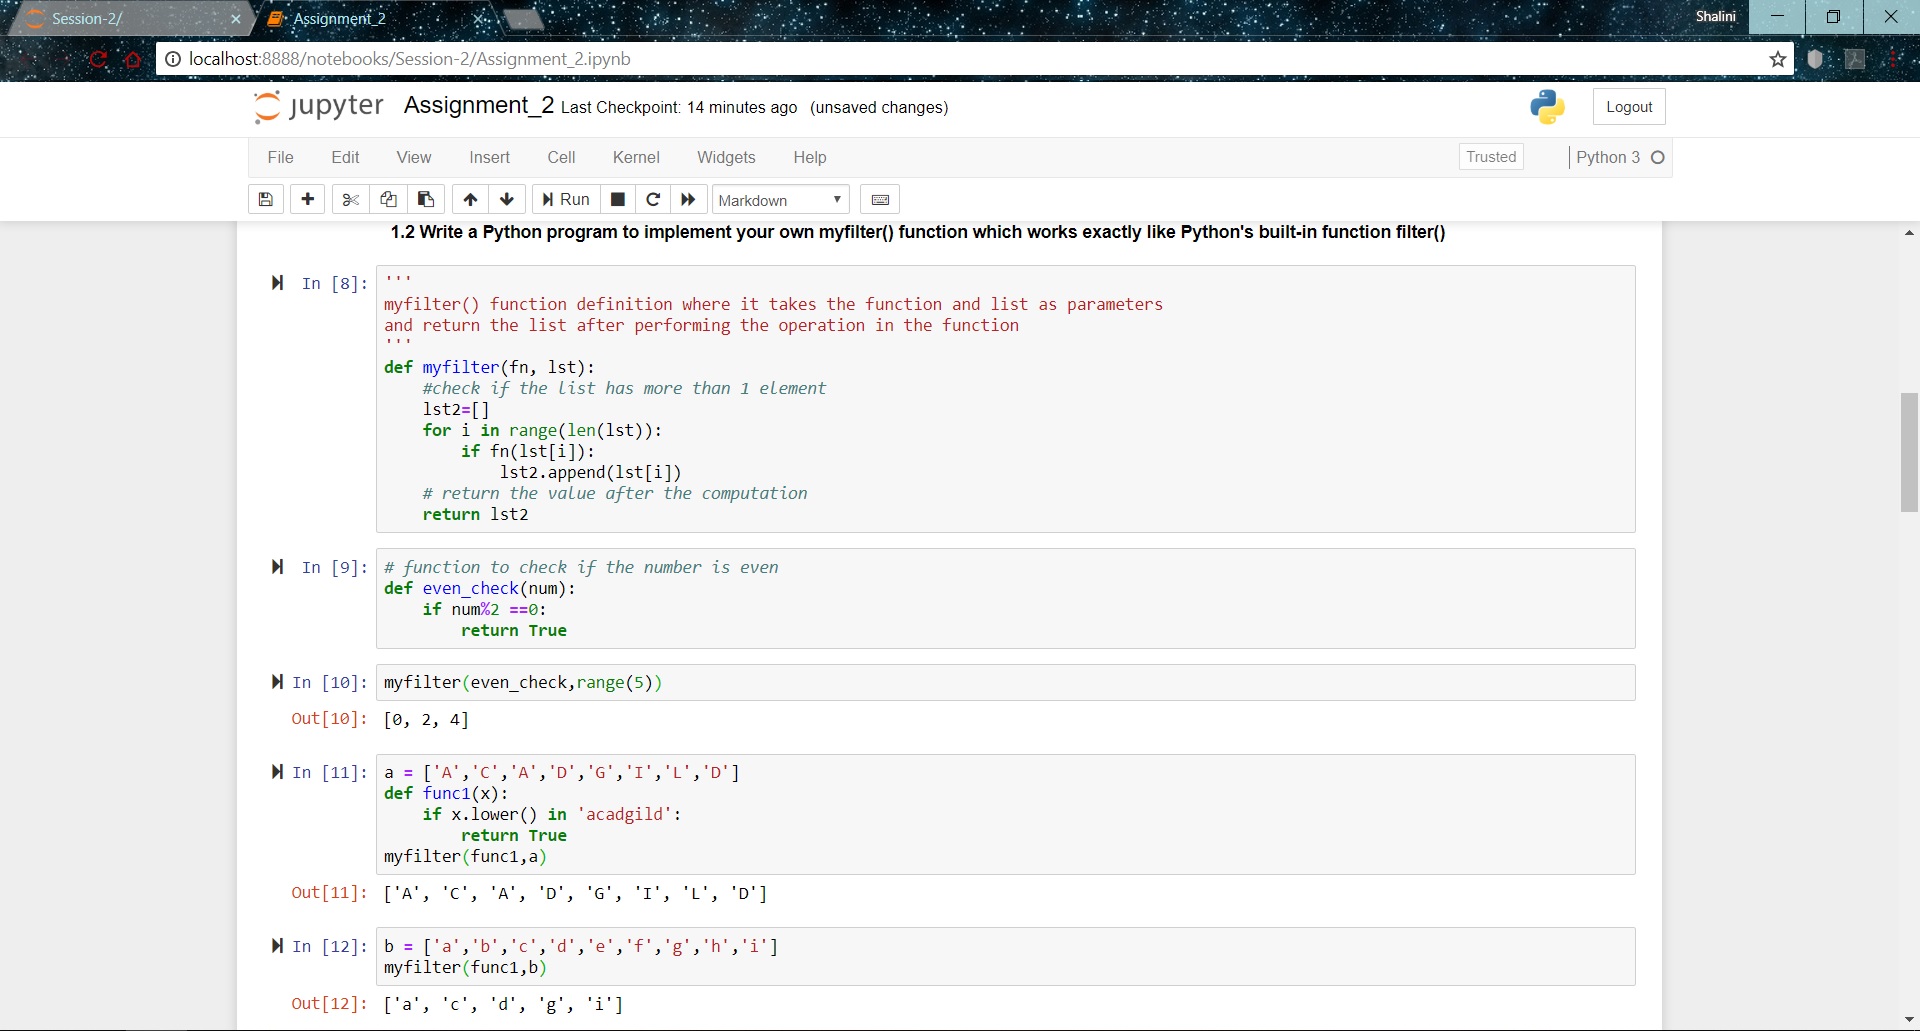 Session-2/
Assignment_2
Shalini
localhost:8888/notebooks/Session-2/Assignment_2.ipynb
jupyter Assignment_2 Last Checkpoint: 14 minutes ago (unsaved changes)
Logout
File Edit View Insert Cell Kernel Widgets Help
Trusted
Python 3
Run
Markdown
1.2 Write a Python program to implement your own myfilter() function which works exactly like Python's built-in function filter()
In [8]:
'''
myfilter() function definition where it takes the function and list as parameters
and return the list after performing the operation in the function
'''
def myfilter(fn, lst):
    #check if the list has more than 1 element
    lst2=[]
    for i in range(len(lst)):
        if fn(lst[i]):
            lst2.append(lst[i])
    # return the value after the computation
    return lst2
In [9]:
# function to check if the number is even
def even_check(num):
    if num%2 ==0:
        return True
In [10]:
myfilter(even_check,range(5))
Out[10]:
[0, 2, 4]
In [11]:
a = ['A','C','A','D','G','I','L','D']
def func1(x):
    if x.lower() in 'acadgild':
        return True
myfilter(func1,a)
Out[11]:
['A', 'C', 'A', 'D', 'G', 'I', 'L', 'D']
In [12]:
b = ['a','b','c','d','e','f','g','h','i']
myfilter(func1,b)
Out[12]:
['a', 'c', 'd', 'g', 'i']